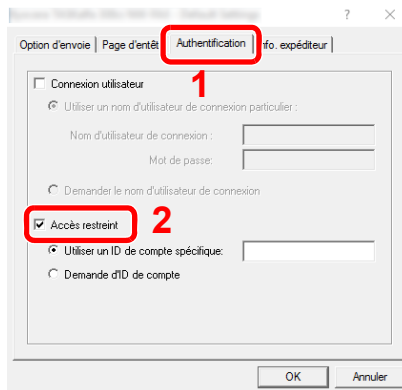 ? ×
Option d'envoie Page d'entêt Authentification nfo. expéditeur
1
Connexion utilisateur
Utiliser un nom d'utilisateur de connexion particulier :
Nom d'utilisateur de connexion :
Mot de passe:
Demander le nom d'utilisateur de connexion
2
Accès restreint
Utiliser un ID de compte spécifique:
Demande d'ID de compte
OK Annuler